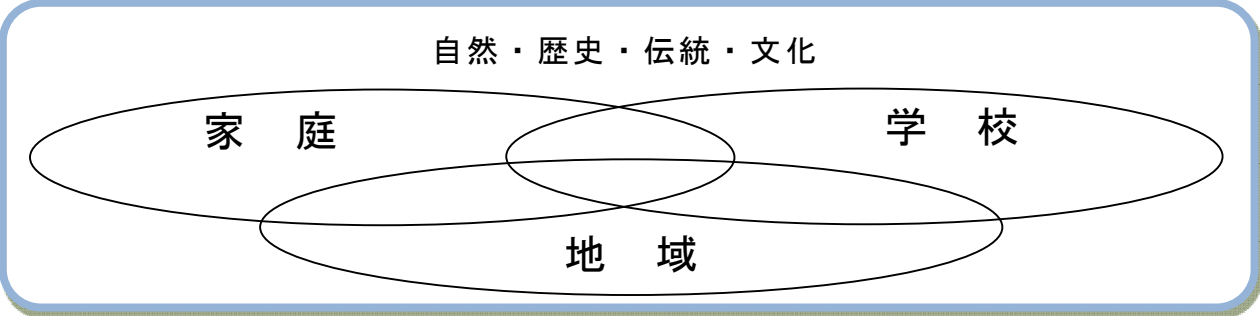 自然・歴史・伝統・文化
家　庭
学　校
地　域